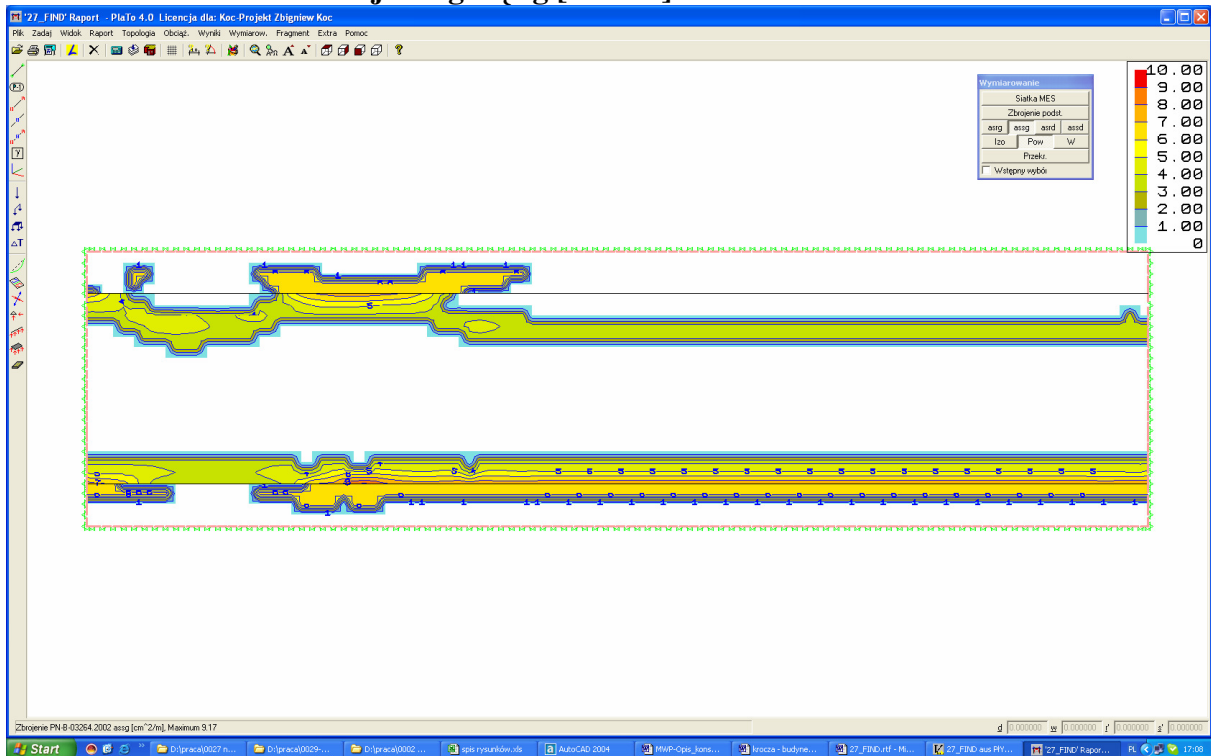 '27_FIND' Raport - PlaTo 4.0 Licencja dla: Koc-Projekt Zbigniew Koc
Plik Zadaj Widok Raport Topologia Obciąż. Wyniki Wymiarow. Fragment Extra Pomoc
Wymiarowanie
Siatka MES
Zbrojenie podst.
asrg assg asrd assd
Izo Pow W
Przekr.
Wstępny wybór
10.00
9.00
8.00
7.00
6.00
5.00
4.00
3.00
2.00
1.00
0
ΔT
Zbrojenie PN-B-03264.2002 assg [cm^2/m], Maximum 9.17
d 0.000000 w 0.000000 r' 0.000000 s' 0.000000
Start D:\praca\0027 n... D:\praca\0029-... D:\praca\0002 ... spis rysunków.xls AutoCAD 2004 MWP-Opis_kons... krocza - budyne... 27_FIND.rtf - Mi... 27_FIND aus PŁY... '27_FIND' Rapor... PL 17:08